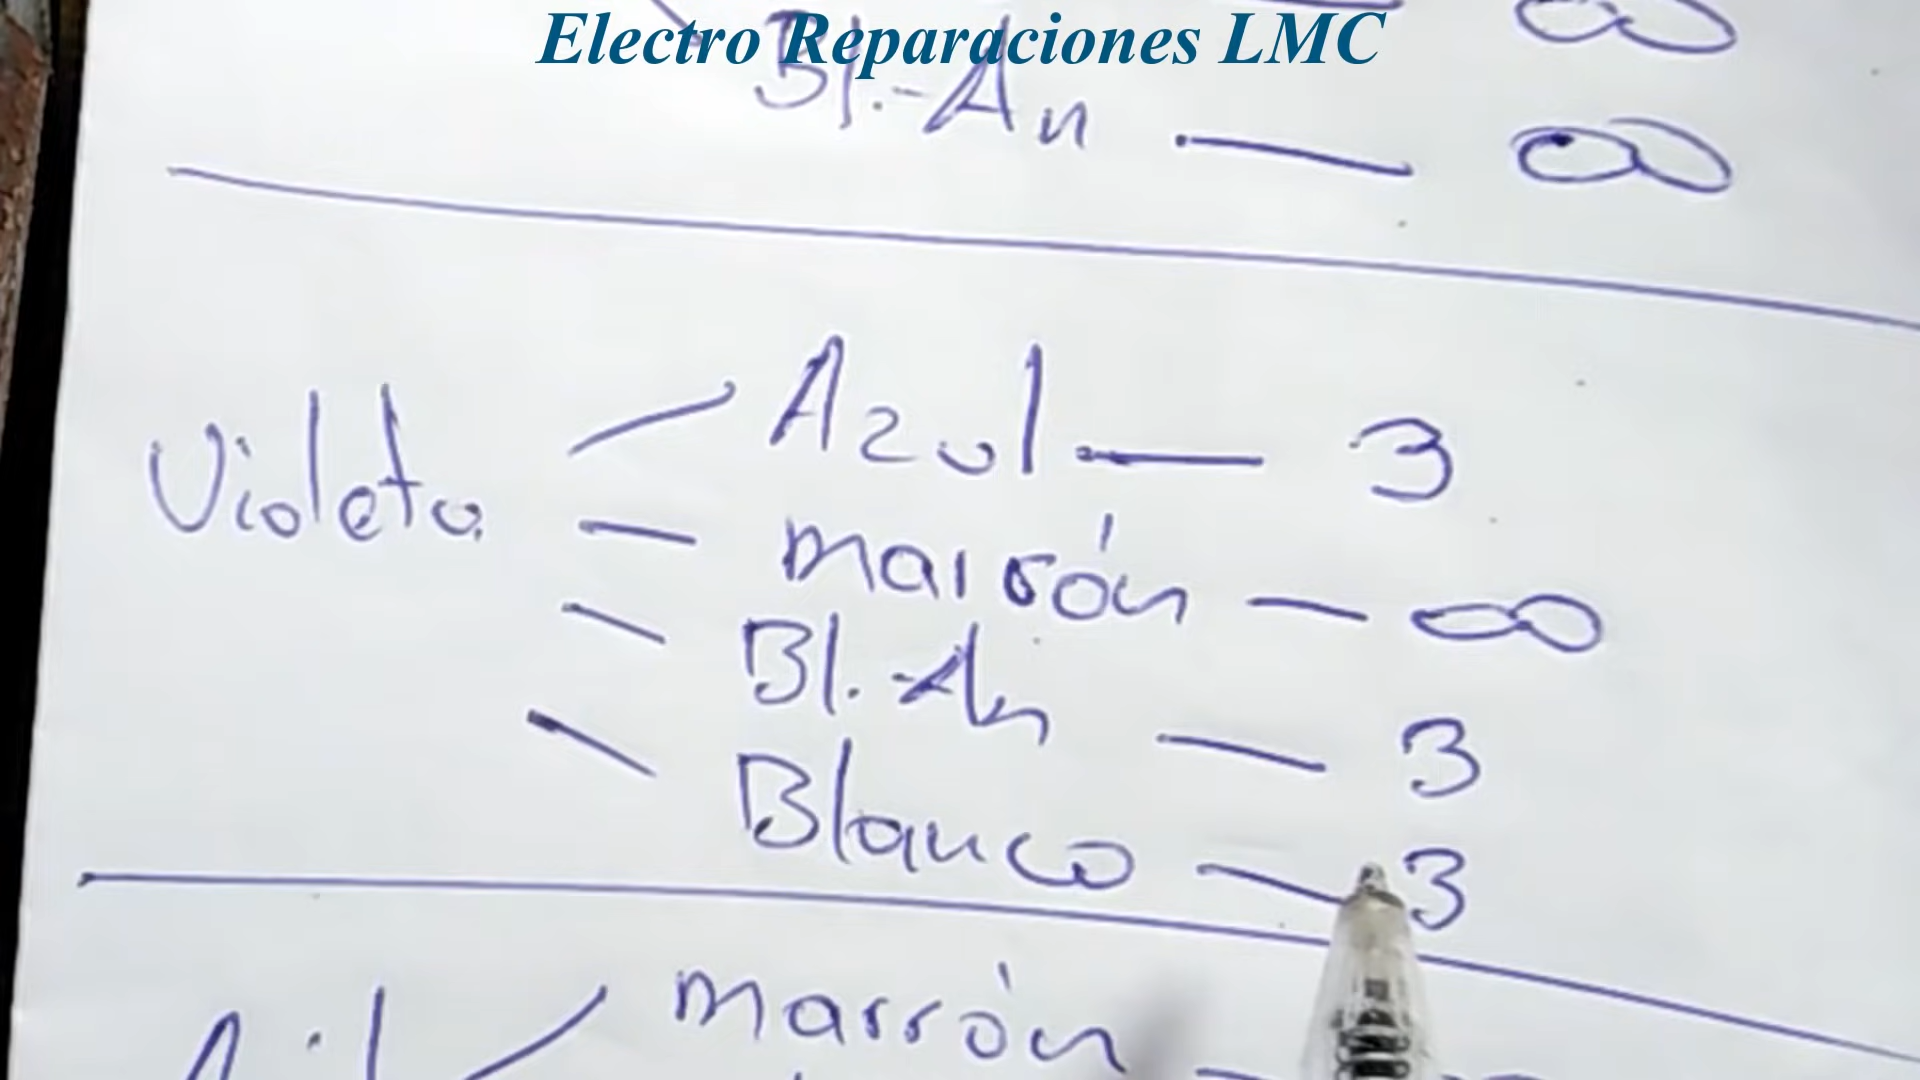 Electro Reparaciones LMC
Bl.-An — ∞
Violeta
Azul — 3
marrón — ∞
Bl.-An — 3
Blanco — 3
marrón